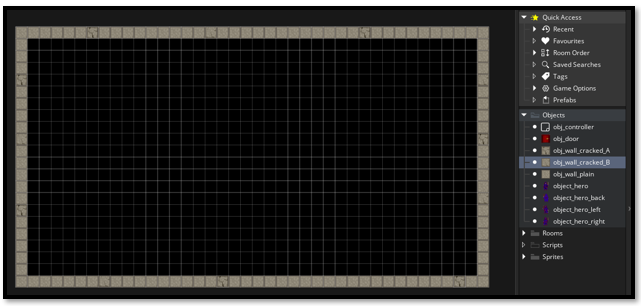 Quick Access
Recent
Favourites
Room Order
Saved Searches
Tags
Game Options
Prefabs
Objects
obj_controller
obj_door
obj_wall_cracked_A
obj_wall_cracked_B
obj_wall_plain
object_hero
object_hero_back
object_hero_left
object_hero_right
Rooms
Scripts
Sprites